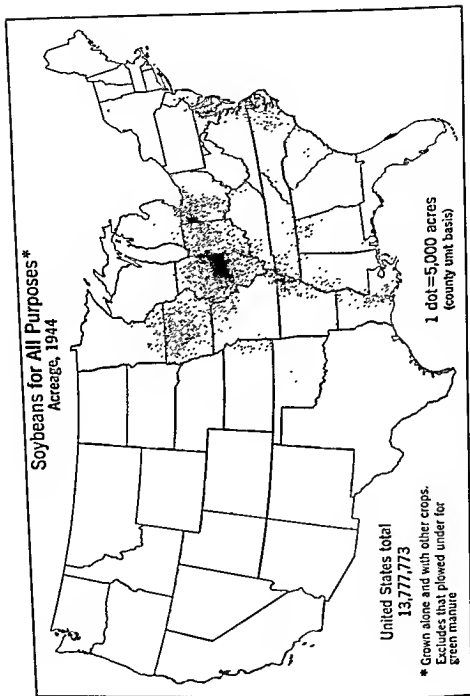 Soybeans for All Purposes*
Acreage, 1944
United States total
13,777,773
* Grown alone and with other crops.
Excludes that plowed under for
green manure
1 dot=5,000 acres
(county unit basis)